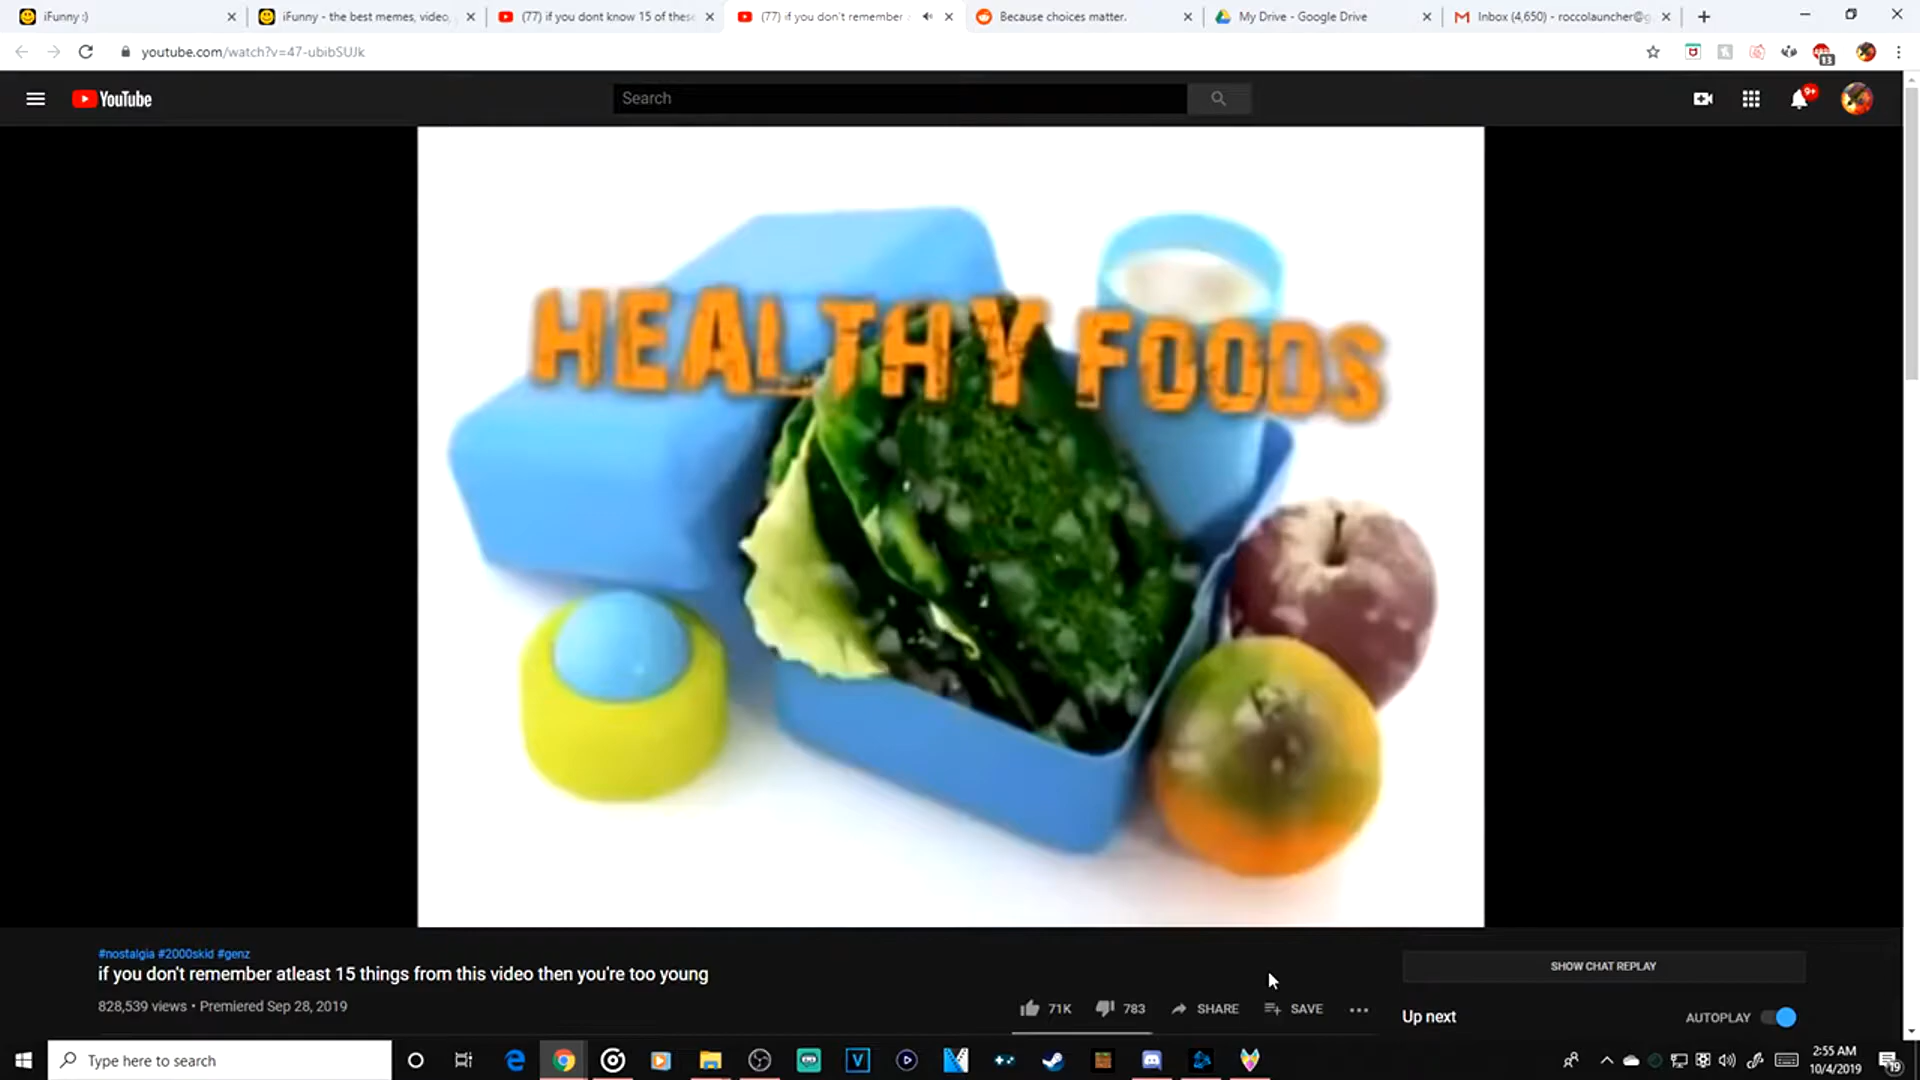 iFunny :)
iFunny - the best memes, video,
(77) if you dont know 15 of these
(77) if you don't remember a
Because choices matter.
My Drive - Google Drive
Inbox (4,650) - roccolauncher@g
youtube.com/watch?v=47-ubibSUJk
13
YouTube
Search
9+
HEALTHY FOODS
#nostalgia #2000skid #genz
if you don't remember atleast 15 things from this video then you're too young
828,539 views • Premiered Sep 28, 2019
71K
783
SHARE
SAVE
SHOW CHAT REPLAY
Up next
AUTOPLAY
Type here to search
2:55 AM
10/4/2019
19